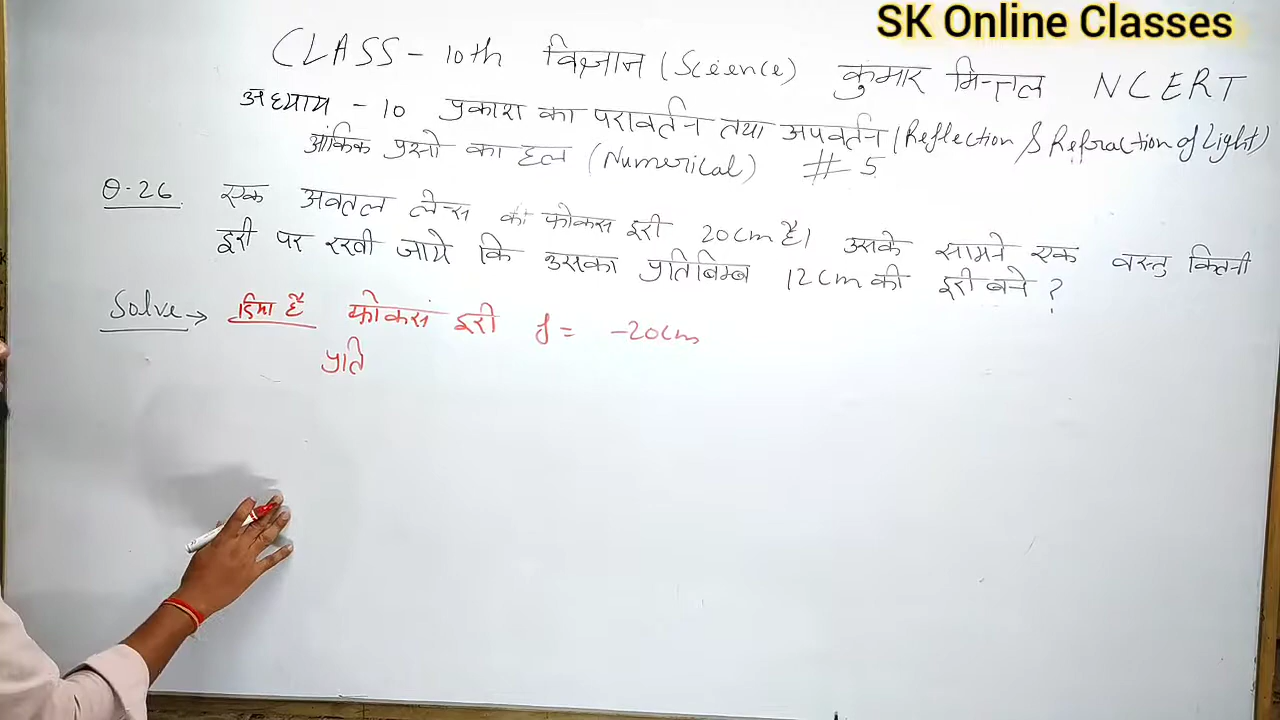 SK Online Classes
CLASS - 10th विज्ञान (Science) कुमार मित्तल NCERT
अध्याय - 10 प्रकाश का परावर्तन तथा अपवर्तन (Reflection & Refraction of Light)
आंकिक प्रश्नो का हल (Numerical) # 5
Q-26. एक अवतल लेन्स की फोकस दूरी 20cm है। उसके सामने एक वस्तु कितनी
दूरी पर रखी जाये कि उसका प्रतिबिम्ब 12cm की दूरी बने ?
Solve→ दिया है फोकस दूरी f = -20cm
प्रति